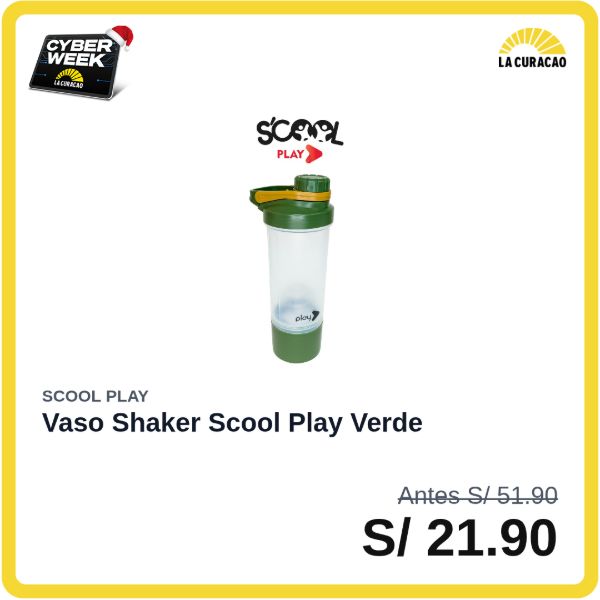 CYBER
WEEK
LA CURACAO
LA CURACAO
S'COOL
PLAY
play
SCOOL PLAY
Vaso Shaker Scool Play Verde
Antes S/ 51.90
S/ 21.90